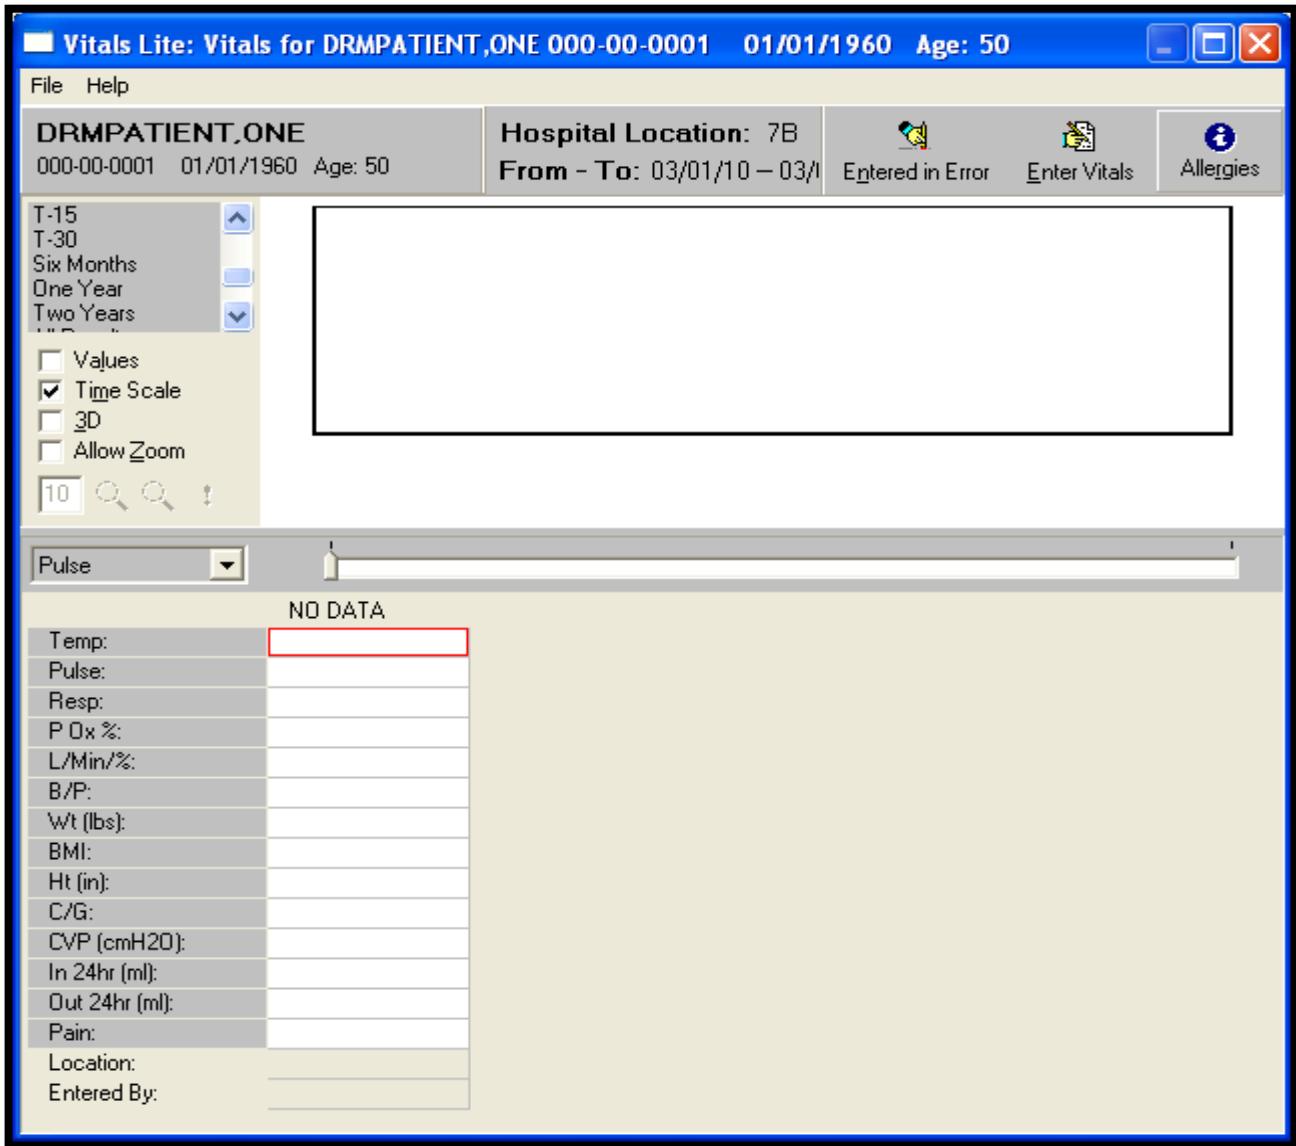 Vitals Lite: Vitals for DRMPATIENT,ONE 000-00-0001 01/01/1960 Age: 50
File Help
DRMPATIENT,ONE
000-00-0001 01/01/1960 Age: 50
Hospital Location: 7B
From - To: 03/01/10 – 03/
Entered in Error
Enter Vitals
Allergies
T-15
T-30
Six Months
One Year
Two Years
Values
Time Scale
3D
Allow Zoom
10
Pulse
NO DATA
Temp:
Pulse:
Resp:
P Ox %:
L/Min/%:
B/P:
Wt (lbs):
BMI:
Ht (in):
C/G:
CVP (cmH2O):
In 24hr (ml):
Out 24hr (ml):
Pain:
Location:
Entered By: